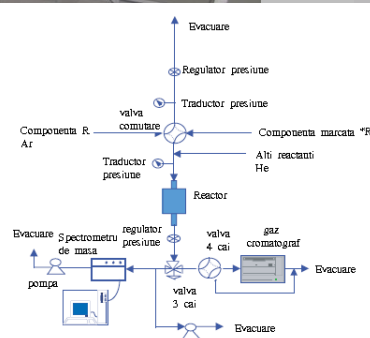 Evacuare
Regulator presiune
Traductor presiune
valva
comutare
Componenta R
Ar
Componenta marcata *R
Alti reactanti
He
Traductor
presiune
Reactor
regulator
presiune
valva
4 cai
gaz
cromatograf
Evacuare
Spectrometru
de masa
Evacuare
pompa
valva
3 cai
Evacuare